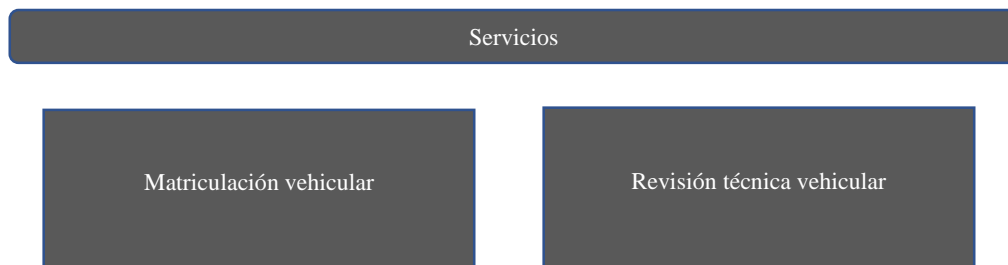 Servicios
Matriculación vehicular
Revisión técnica vehicular